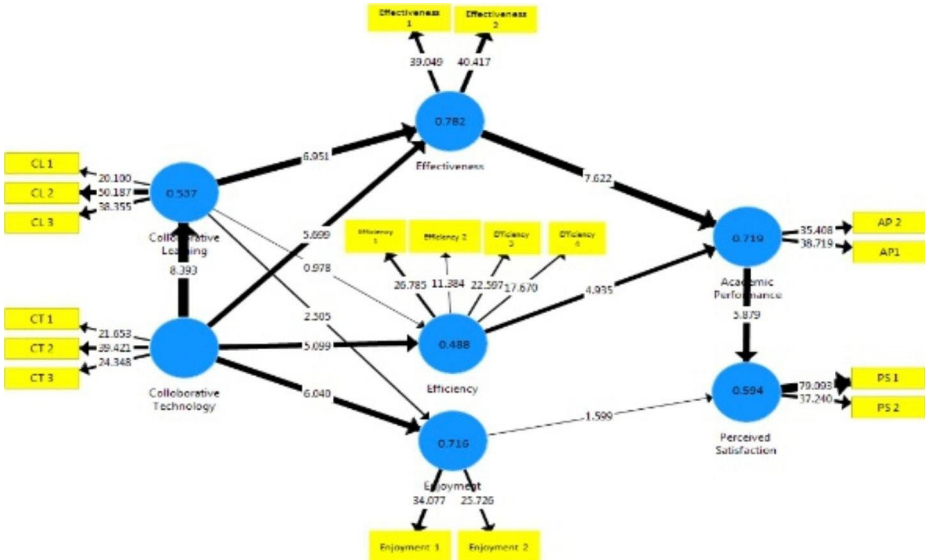 Effectiveness
1
Effectiveness
2
39.049
40.417
0.782
Effectiveness
6.951
7.622
CL 1
CL 2
CL 3
20.100
50.187
38.355
0.537
Colloborative
Learning
8.393
5.699
0.978
2.505
Efficiency
1
Efficiency 2
Efficiency
3
Efficiency
4
26.785
11.384
22.597
17.670
4.935
0.719
Academic
Performance
35.408
38.719
AP 2
AP1
5.879
CT 1
CT 2
CT 3
21.653
39.421
24.348
Colloborative
Technology
5.099
6.040
0.488
Efficiency
0.716
Enjoyment
1.599
0.594
Perceived
Satisfaction
79.093
37.240
PS 1
PS 2
34.077
25.726
Enjoyment 1
Enjoyment 2